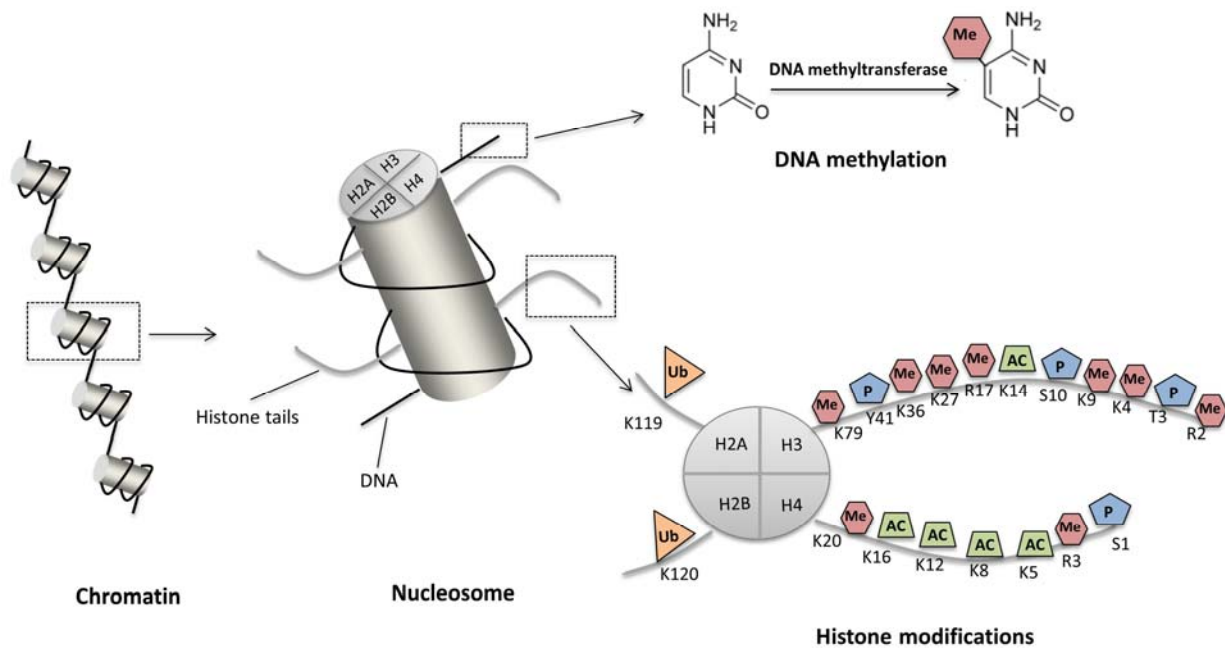 NH₂
N
N
H
O
DNA methyltransferase
Me
NH₂
N
N
H
O
DNA methylation
H3
H2A
H4
H2B
Histone tails
DNA
Chromatin
Nucleosome
Ub
K119
H2A
H3
H2B
H4
Ub
K120
Me
P
Me
Me
Me
AC
P
Me
Me
P
Me
K79
Y41
K36
K27
R17
K14
S10
K9
K4
T3
R2
Me
AC
AC
AC
AC
Me
P
K20
K16
K12
K8
K5
R3
S1
Histone modifications